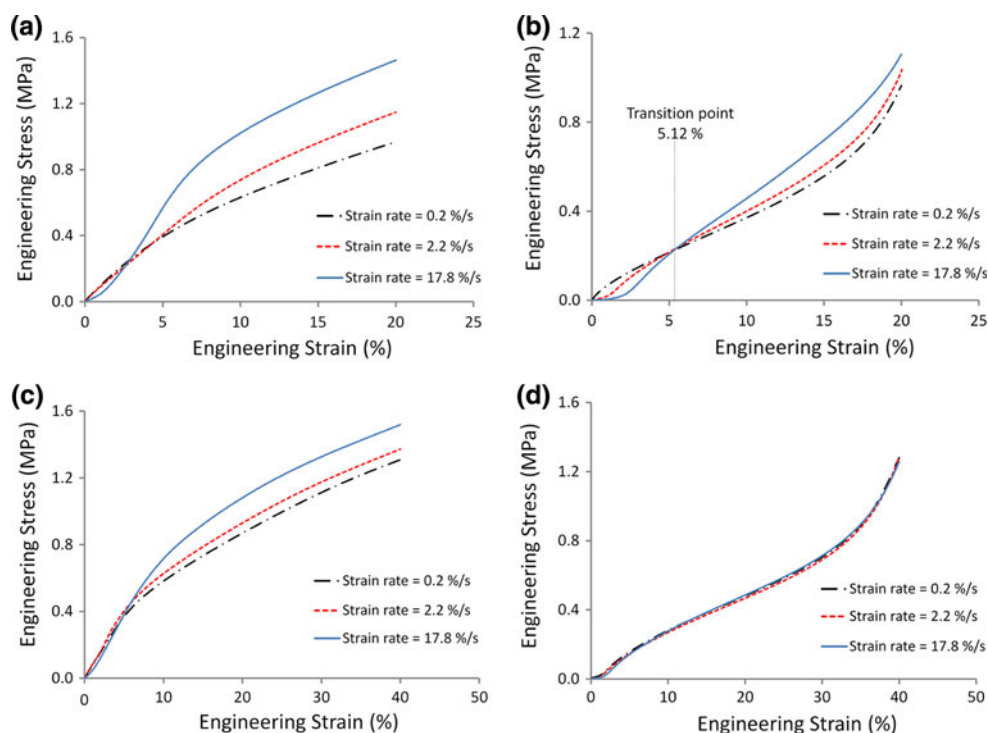 (a)
Engineering Stress (MPa)
1.6
1.2
0.8
0.4
0.0
Strain rate = 0.2 %/s
Strain rate = 2.2 %/s
Strain rate = 17.8 %/s
0 5 10 15 20 25
Engineering Strain (%)
(b)
Engineering Stress (MPa)
1.2
0.8
0.4
0.0
Transition point
5.12 %
Strain rate = 0.2 %/s
Strain rate = 2.2 %/s
Strain rate = 17.8 %/s
0 5 10 15 20 25
Engineering Strain (%)
(c)
Engineering Stress (MPa)
1.6
1.2
0.8
0.4
0.0
Strain rate = 0.2 %/s
Strain rate = 2.2 %/s
Strain rate = 17.8 %/s
0 10 20 30 40 50
Engineering Strain (%)
(d)
Engineering Stress (MPa)
1.6
1.2
0.8
0.4
0.0
Strain rate = 0.2 %/s
Strain rate = 2.2 %/s
Strain rate = 17.8 %/s
0 10 20 30 40 50
Engineering Strain (%)